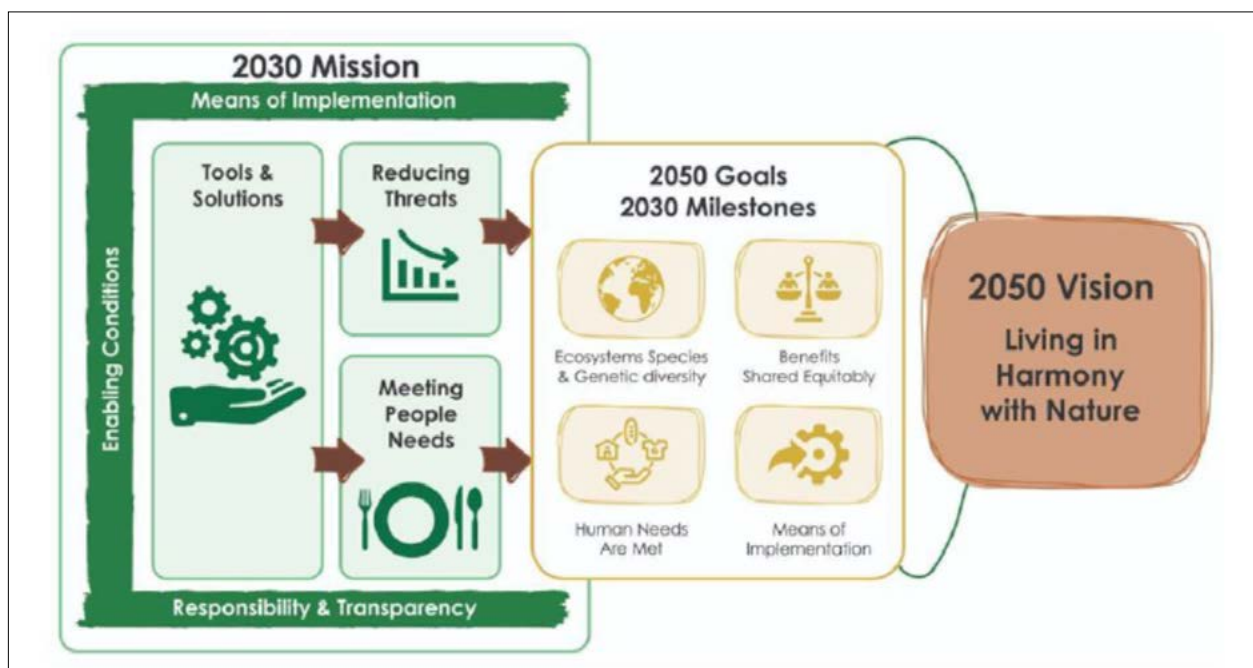 2030 Mission
Means of Implementation
Enabling Conditions
Tools &
Solutions
Reducing
Threats
Meeting
People
Needs
Responsibility & Transparency
2050 Goals
2030 Milestones
Ecosystems Species
& Genetic diversity
Benefits
Shared Equitably
Human Needs
Are Met
Means of
Implementation
2050 Vision
Living in
Harmony
with Nature